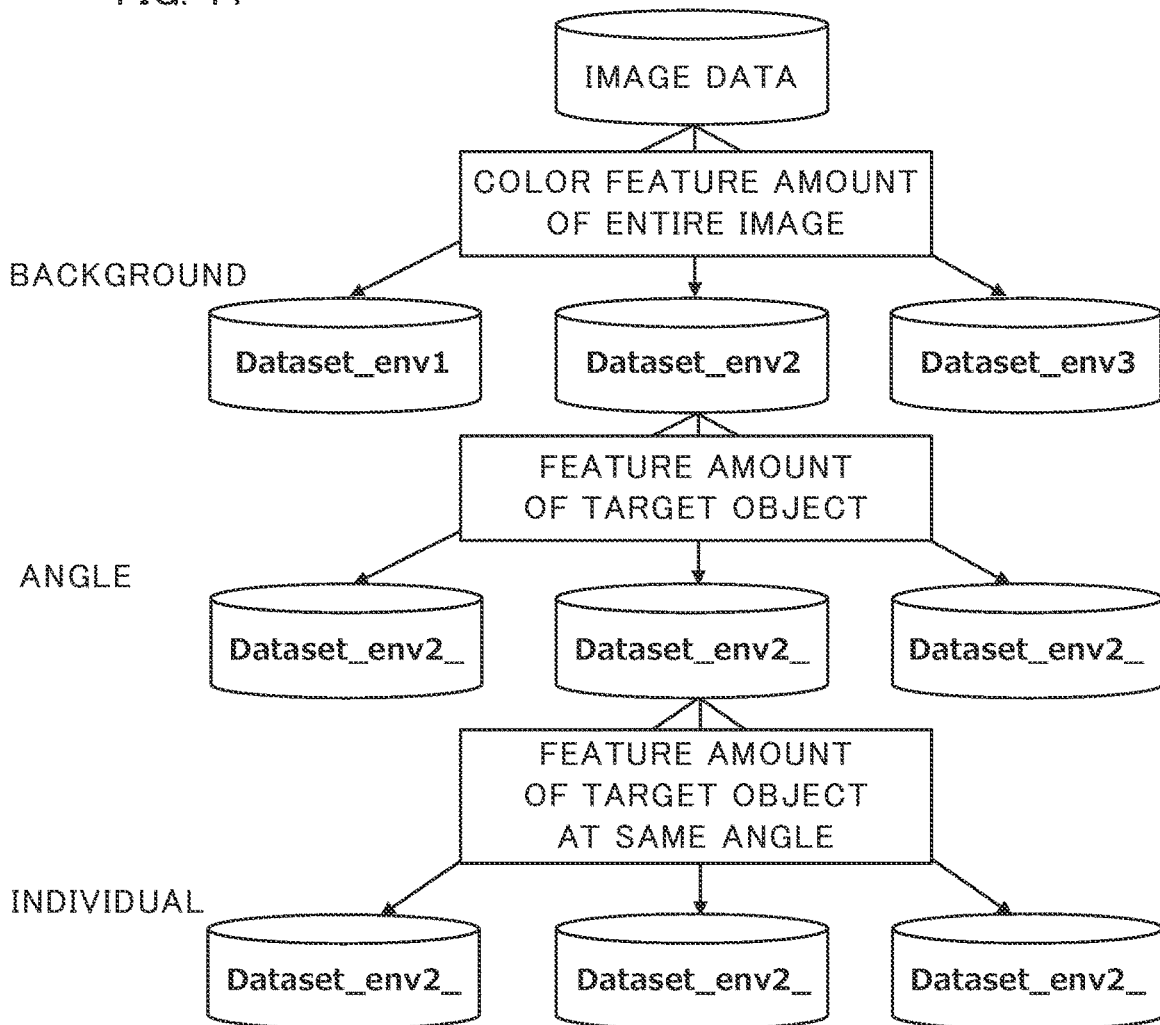 IMAGE DATA
COLOR FEATURE AMOUNT
OF ENTIRE IMAGE
BACKGROUND
Dataset_env1
Dataset_env2
Dataset_env3
FEATURE AMOUNT
OF TARGET OBJECT
ANGLE
Dataset_env2_
Dataset_env2_
Dataset_env2_
FEATURE AMOUNT
OF TARGET OBJECT
AT SAME ANGLE
INDIVIDUAL
Dataset_env2_
Dataset_env2_
Dataset_env2_